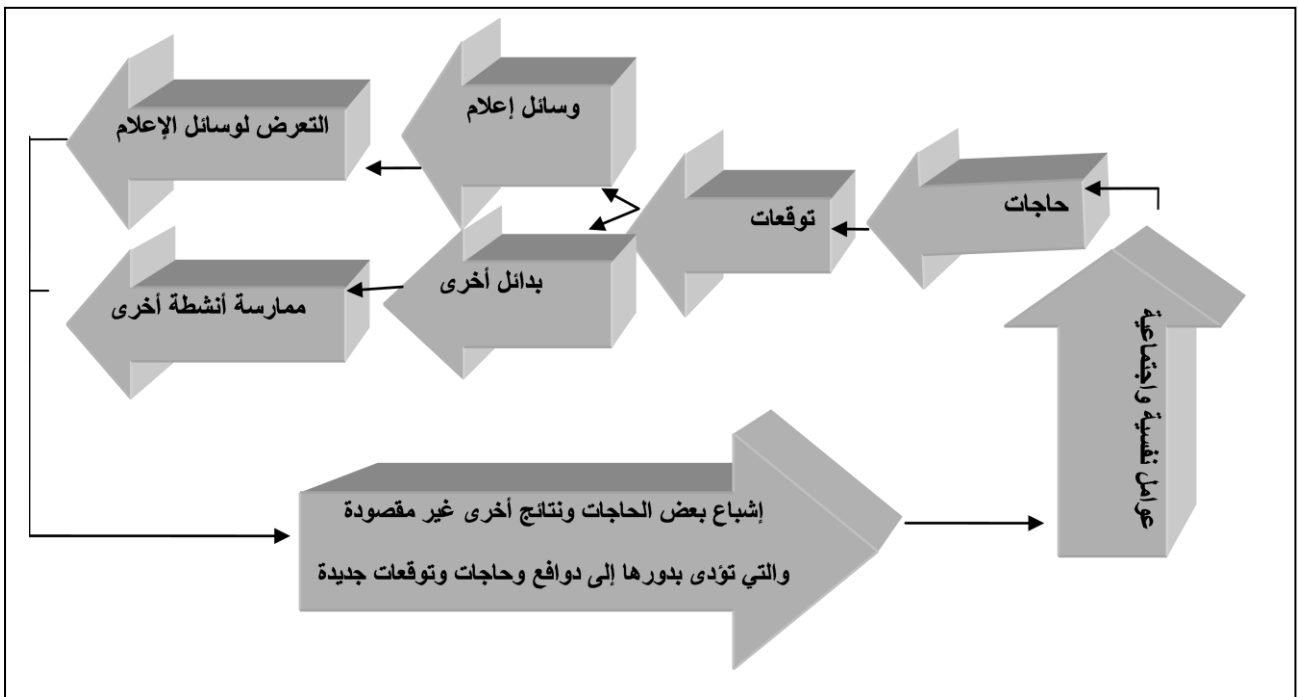 عوامل نفسية واجتماعية
حاجات
توقعات
وسائل إعلام
التعرض لوسائل الإعلام
بدائل أخرى
ممارسة أنشطة أخرى
إشباع بعض الحاجات ونتائج أخرى غير مقصودة
والتي تؤدى بدورها إلى دوافع وحاجات وتوقعات جديدة